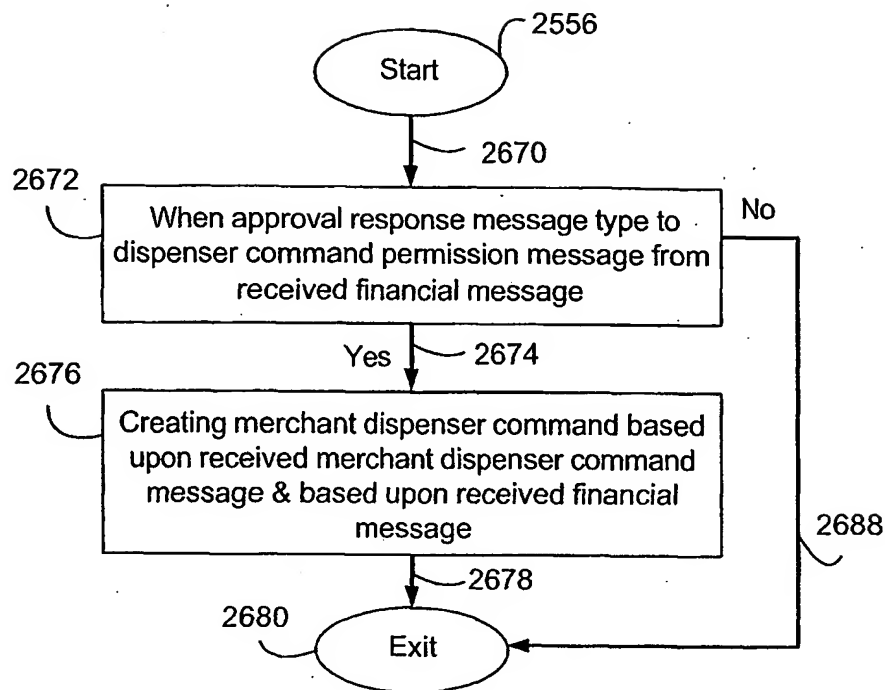 2556
Start
2670
2672
When approval response message type to
dispenser command permission message from
received financial message
No
Yes
2674
2676
Creating merchant dispenser command based
upon received merchant dispenser command
message & based upon received financial
message
2688
2678
2680
Exit